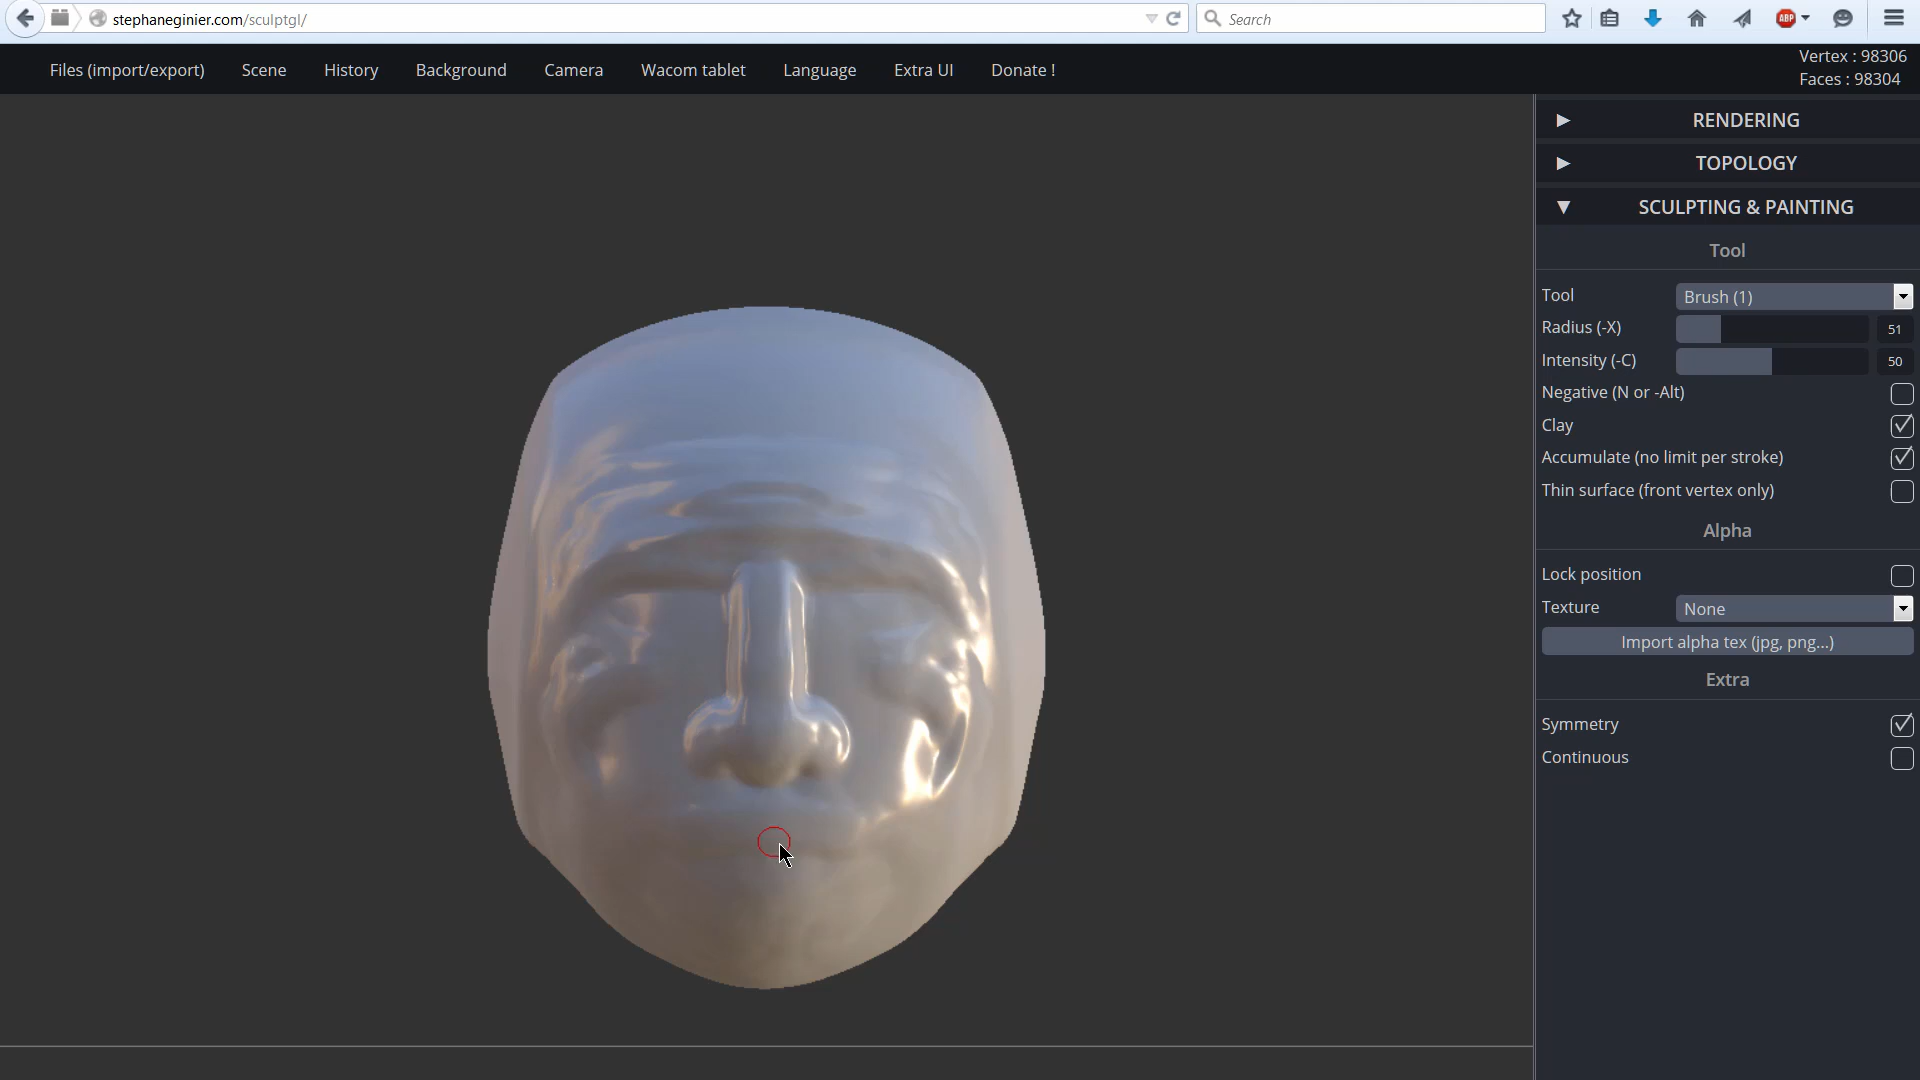 stephaneginier.com/sculptgl/
Search
ABP
Files (import/export) Scene History Background Camera Wacom tablet Language Extra UI Donate !
Vertex : 98306
Faces : 98304
RENDERING
TOPOLOGY
SCULPTING & PAINTING
Tool
Tool Brush (1)
Radius (-X) 51
Intensity (-C) 50
Negative (N or -Alt)
Clay
Accumulate (no limit per stroke)
Thin surface (front vertex only)
Alpha
Lock position
Texture None
Import alpha tex (jpg, png...)
Extra
Symmetry
Continuous